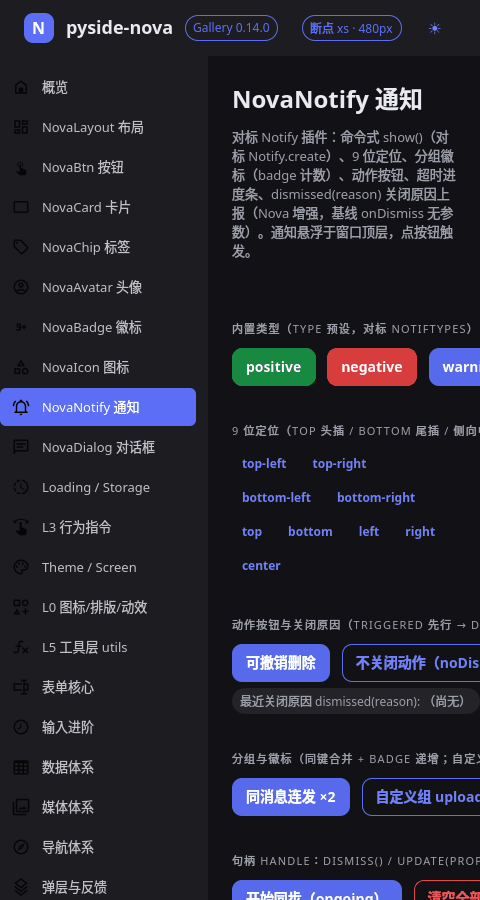 N pyside-nova Gallery 0.14.0 断点 xs · 480px
概览
NovaLayout 布局
NovaBtn 按钮
NovaCard 卡片
NovaChip 标签
NovaAvatar 头像
9+ NovaBadge 徽标
NovaIcon 图标
NovaNotify 通知
NovaDialog 对话框
Loading / Storage
L3 行为指令
Theme / Screen
L0 图标/排版/动效
L5 工具层 utils
表单核心
输入进阶
数据体系
媒体体系
导航体系
弹层与反馈
NovaNotify 通知
对标 Notify 插件：命令式 show()（对
标 Notify.create）、9 位定位、分组徽
标（badge 计数）、动作按钮、超时进
度条、dismissed(reason) 关闭原因上
报（Nova 增强，基线 onDismiss 无参
数）。通知悬浮于窗口顶层，点按钮触
发。
内置类型（TYPE 预设，对标 NOTIFTYPES）
positive negative warni
9 位定位（TOP 头插 / BOTTOM 尾插 / 侧向
top-left top-right
bottom-left bottom-right
top bottom left right
center
动作按钮与关闭原因（TRIGGERED 先行 → D
可撤销删除 不关闭动作（noDis
最近关闭原因 dismissed(reason): （尚无）
分组与徽标（同键合并 + BADGE 递增；自定义
同消息连发 ×2 自定义组 upload
句柄 HANDLE：DISMISS() / UPDATE(PROP
开始同步（ongoing） 清空全部